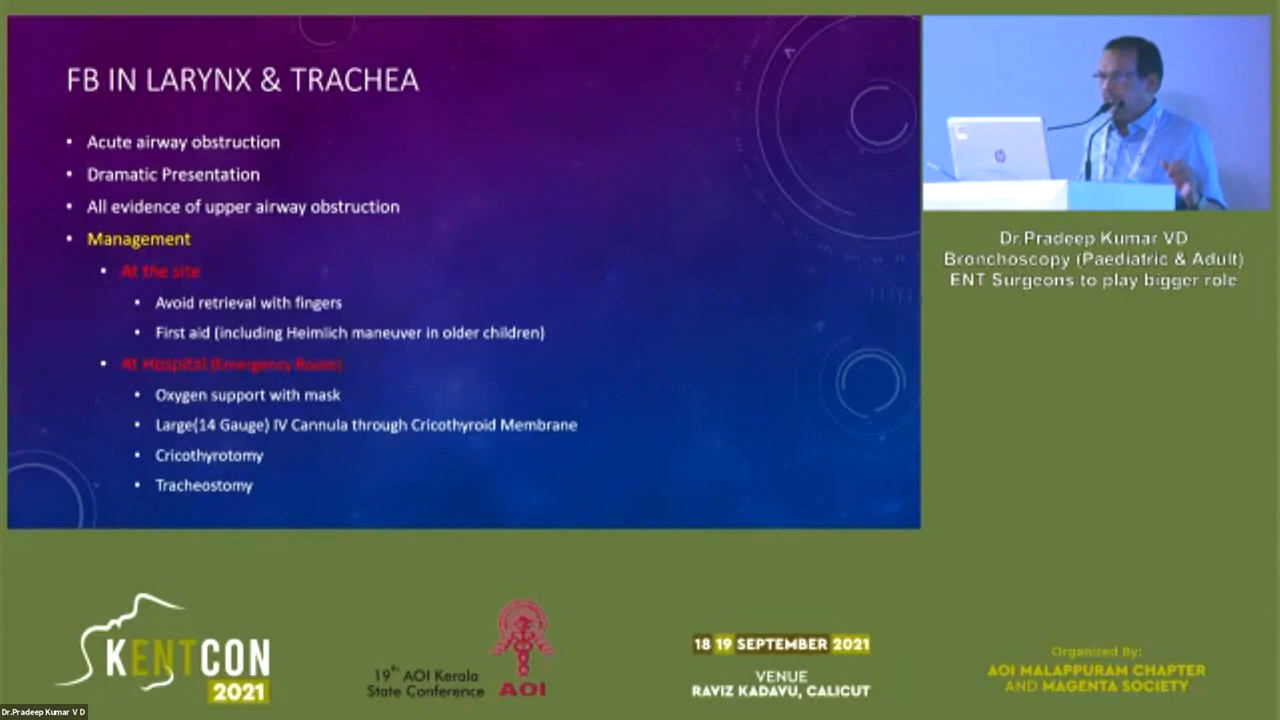 FB IN LARYNX & TRACHEA
• Acute airway obstruction
• Dramatic Presentation
• All evidence of upper airway obstruction
• Management
• At the site
• Avoid retrieval with fingers
• First aid (including Heimlich maneuver in older children)
• At Hospital (Emergency Room)
• Oxygen support with mask
• Large(14 Gauge) IV Cannula through Cricothyroid Membrane
• Cricothyrotomy
• Tracheostomy
Dr.Pradeep Kumar VD
Bronchoscopy (Paediatric & Adult)
ENT Surgeons to play bigger role
KENTCON
2021
19th AOI Kerala
State Conference
AOI
18 19 SEPTEMBER 2021
VENUE
RAVIZ KADAVU, CALICUT
Organized By:
AOI MALAPPURAM CHAPTER
AND MAGENTA SOCIETY
Dr.Pradeep Kumar V D